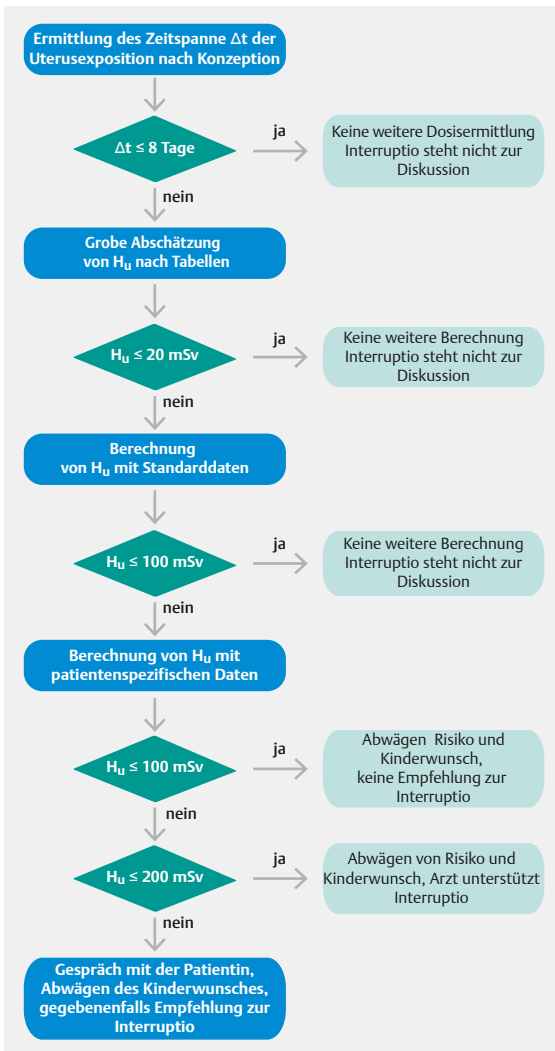 Ermittlung des Zeitspanne Δt der
Uterusexposition nach Konzeption
Δt ≤ 8 Tage
ja
Keine weitere Dosisermittlung
Interruptio steht nicht zur
Diskussion
nein
Grobe Abschätzung
von Hu nach Tabellen
Hu ≤ 20 mSv
ja
Keine weitere Berechnung
Interruptio steht nicht zur
Diskussion
nein
Berechnung
von Hu mit Standarddaten
Hu ≤ 100 mSv
ja
Keine weitere Berechnung
Interruptio steht nicht zur
Diskussion
nein
Berechnung von Hu mit
patientenspezifischen Daten
Hu ≤ 100 mSv
ja
Abwägen Risiko und
Kinderwunsch,
keine Empfehlung zur
Interruptio
nein
Hu ≤ 200 mSv
ja
Abwägen von Risiko und
Kinderwunsch, Arzt unterstützt
Interruptio
nein
Gespräch mit der Patientin,
Abwägen des Kinderwunsches,
gegebenenfalls Empfehlung zur
Interruptio